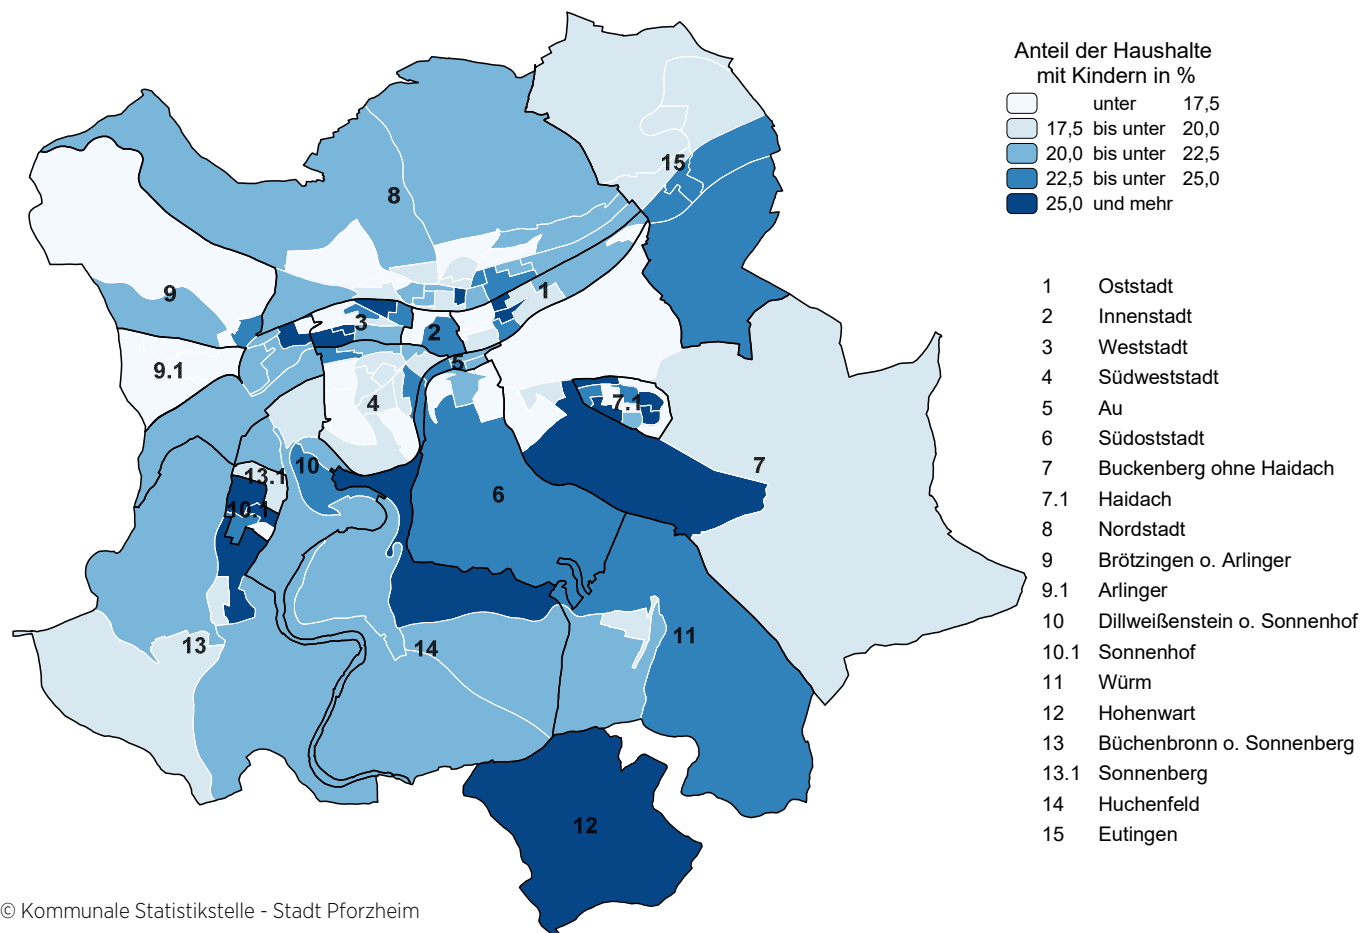 Anteil der Haushalte
mit Kindern in %
unter 17,5
17,5 bis unter 20,0
20,0 bis unter 22,5
22,5 bis unter 25,0
25,0 und mehr
1 Oststadt
2 Innenstadt
3 Weststadt
4 Südweststadt
5 Au
6 Südoststadt
7 Buckenberg ohne Haidach
7.1 Haidach
8 Nordstadt
9 Brötzingen o. Arlinger
9.1 Arlinger
10 Dillweißenstein o. Sonnenhof
10.1 Sonnenhof
11 Würm
12 Hohenwart
13 Büchenbronn o. Sonnenberg
13.1 Sonnenberg
14 Huchenfeld
15 Eutingen
15
8
9
1
3
2
5
9.1
4
7.1
10
7
13.1
6
10.1
11
13
14
12
© Kommunale Statistikstelle - Stadt Pforzheim